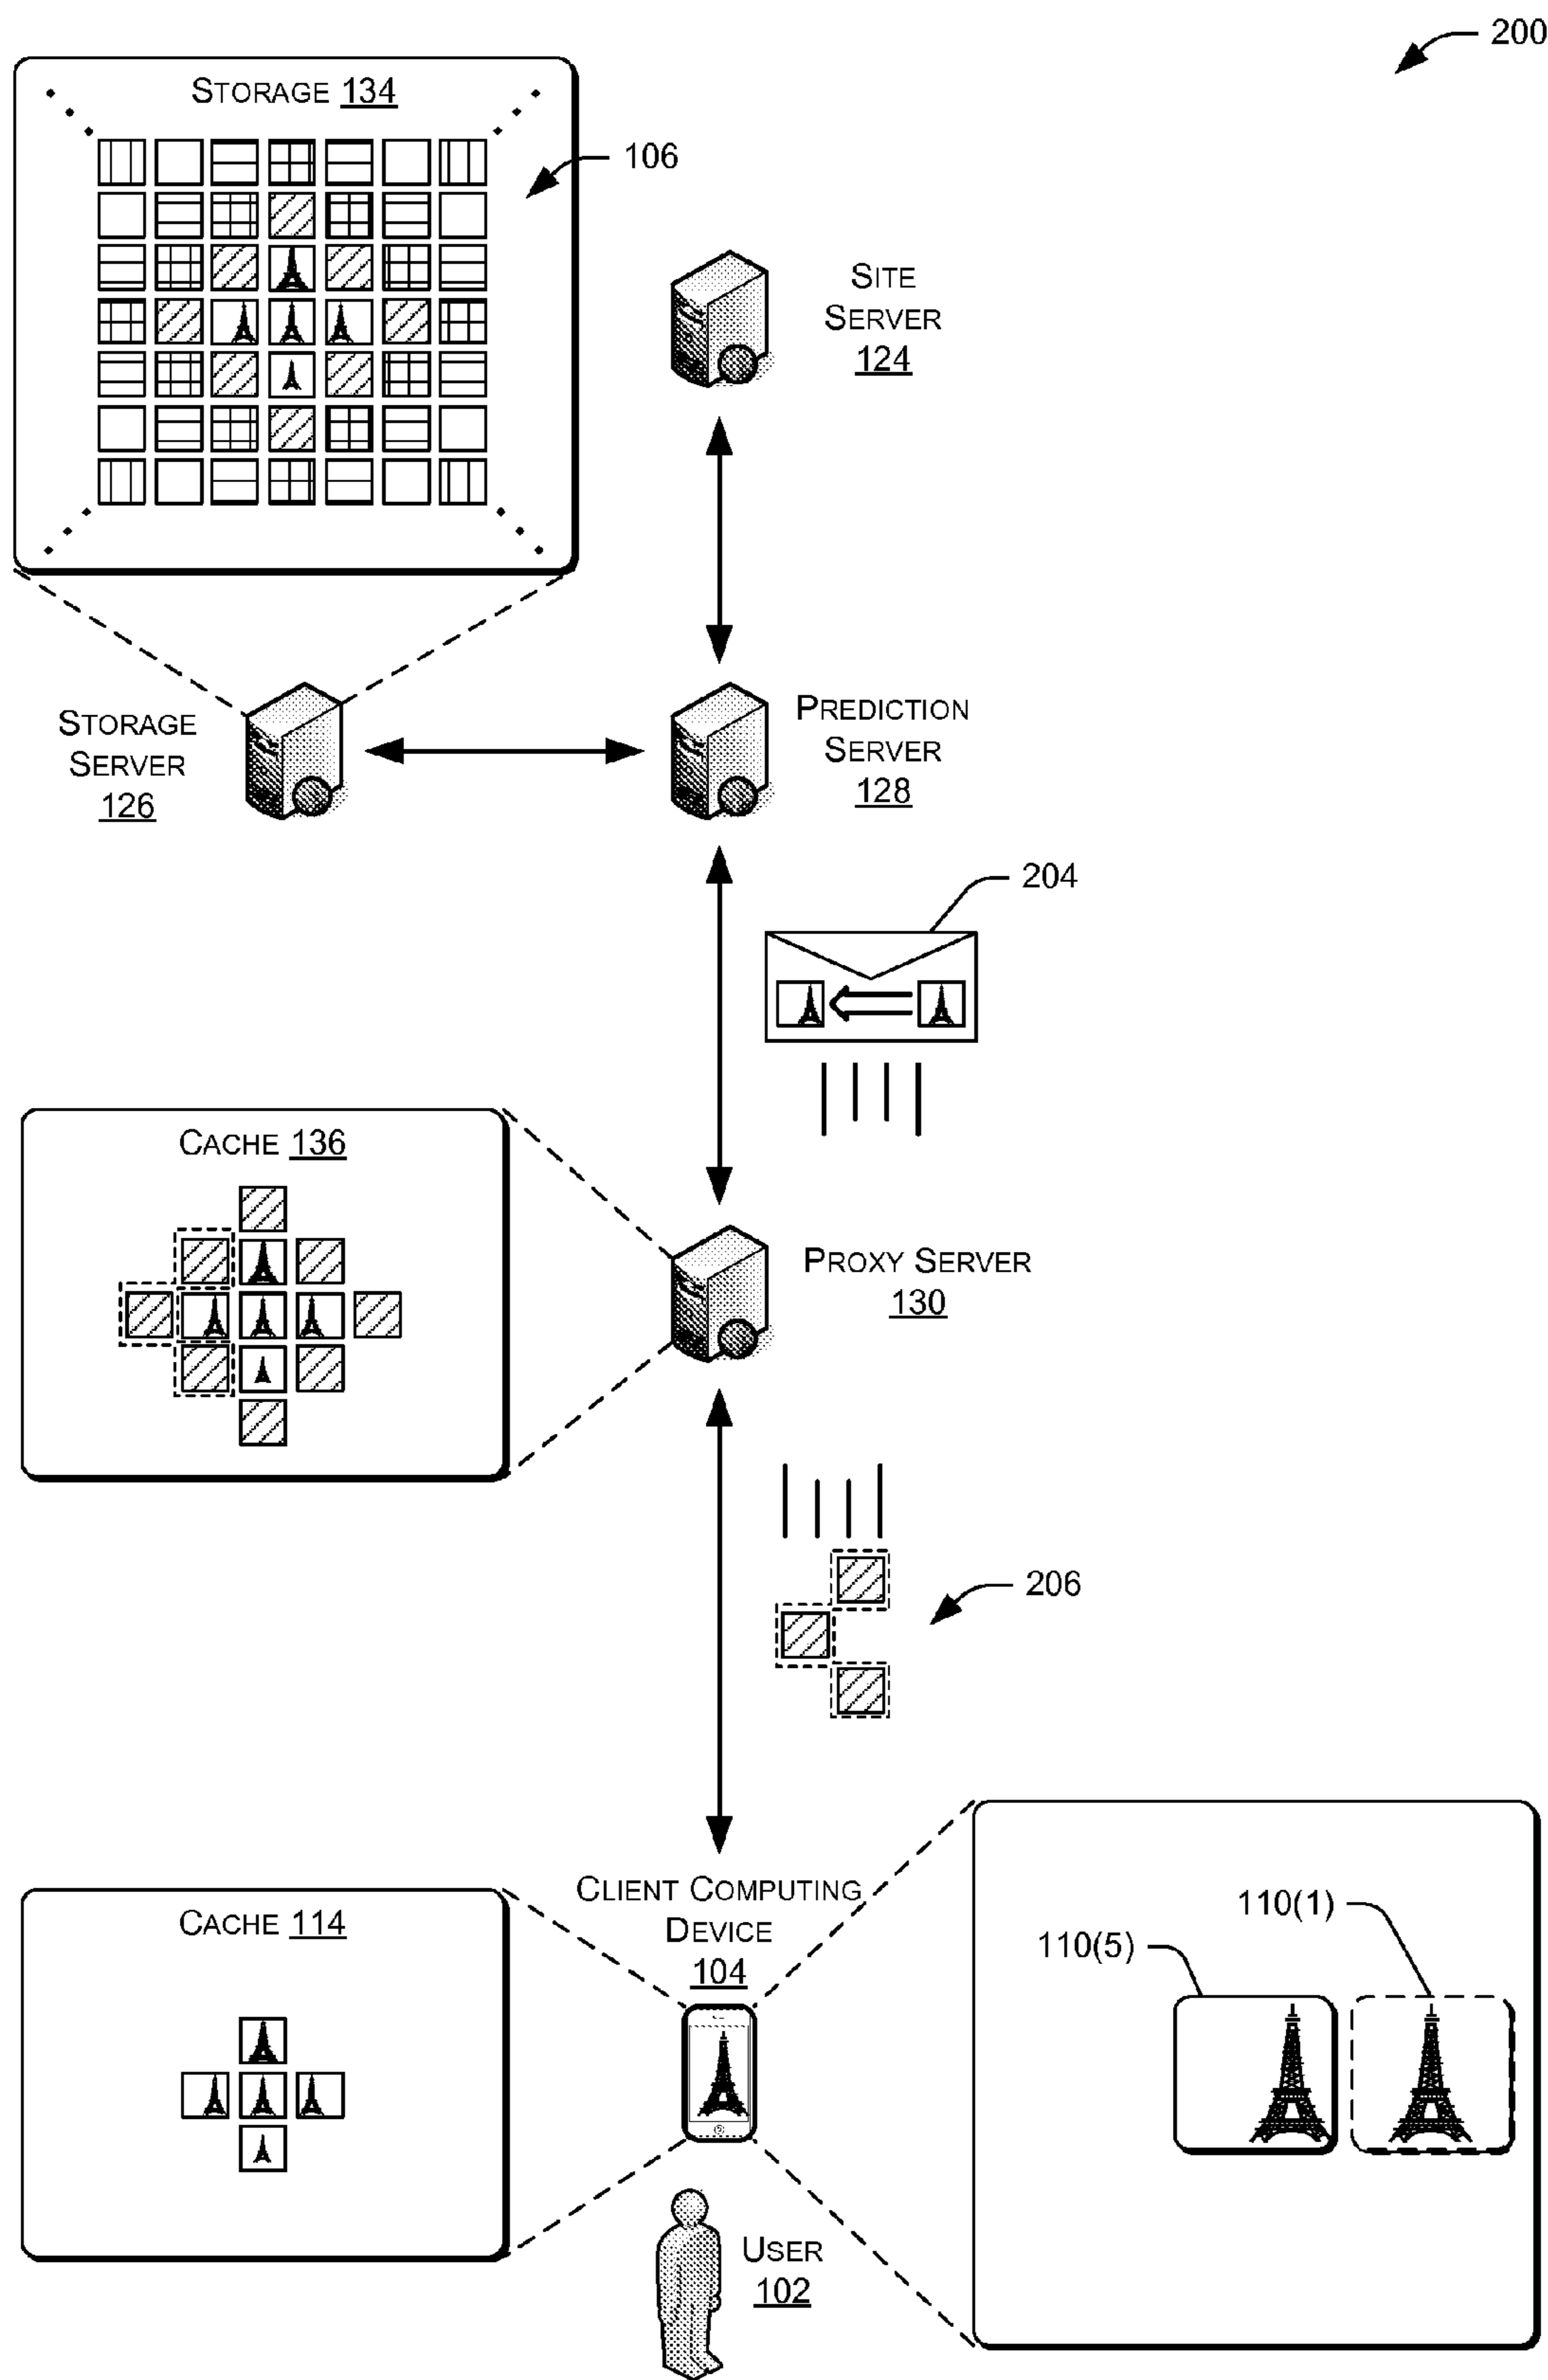 200
STORAGE 134
106
SITE
SERVER
124
STORAGE
SERVER
126
PREDICTION
SERVER
128
204
CACHE 136
PROXY SERVER
130
206
CLIENT COMPUTING
DEVICE
104
CACHE 114
110(1)
110(5)
USER
102